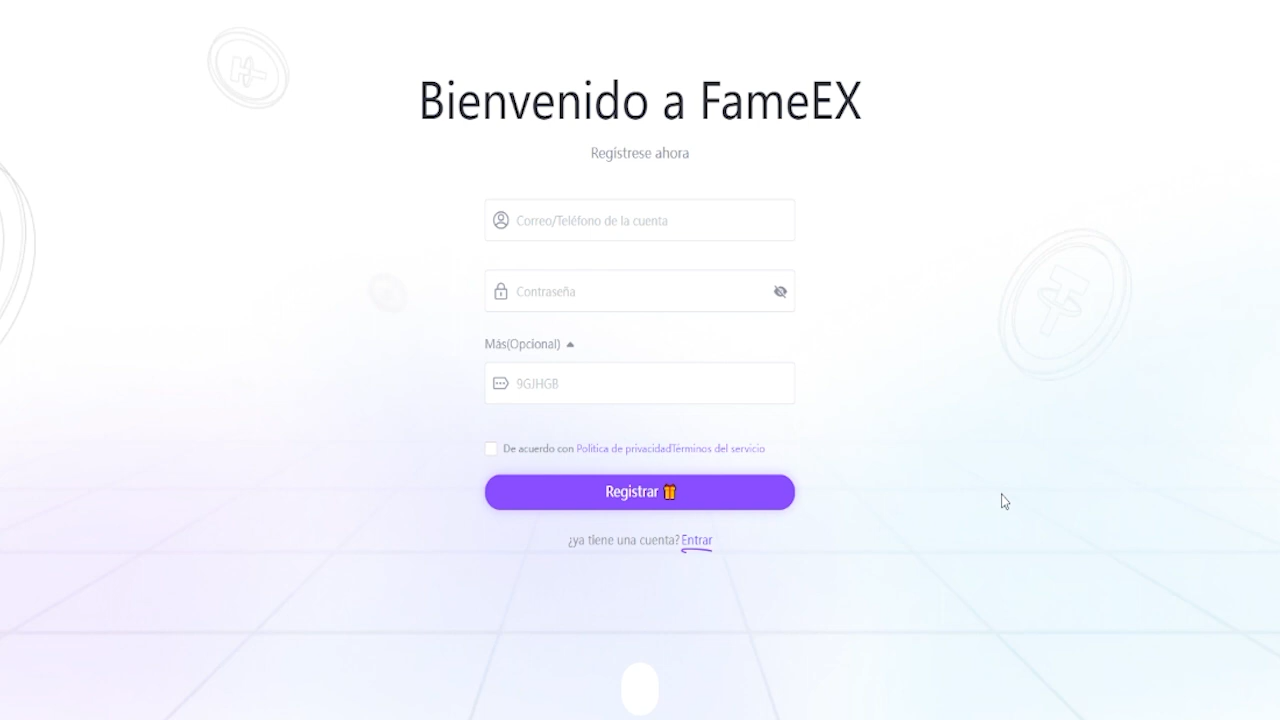 Bienvenido a FameEX
Regístrese ahora
Correo/Teléfono de la cuenta
Contraseña
Más(Opcional)
9GJHGB
De acuerdo con Política de privacidadTérminos del servicio
Registrar
¿ya tiene una cuenta? Entrar